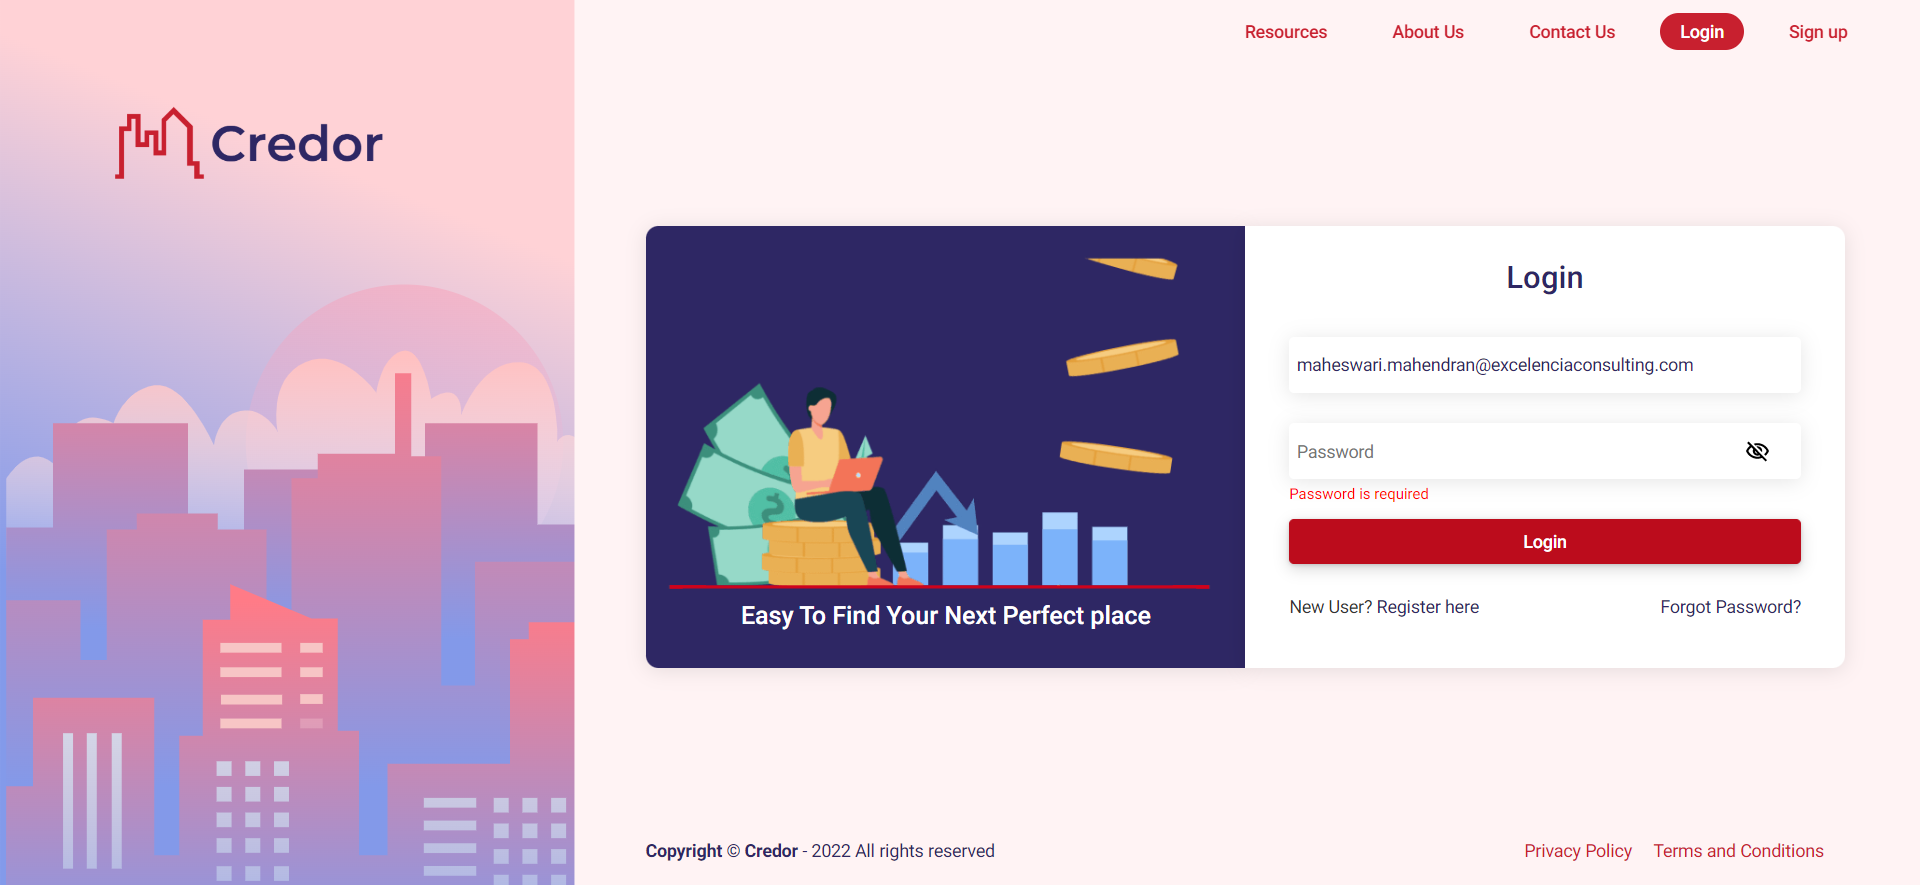 Resources About Us Contact Us Login Sign up
Credor
Login
maheswari.mahendran@excelenciaconsulting.com
Password
Password is required
Login
New User? Register here Forgot Password?
Easy To Find Your Next Perfect place
Copyright © Credor - 2022 All rights reserved
Privacy Policy Terms and Conditions